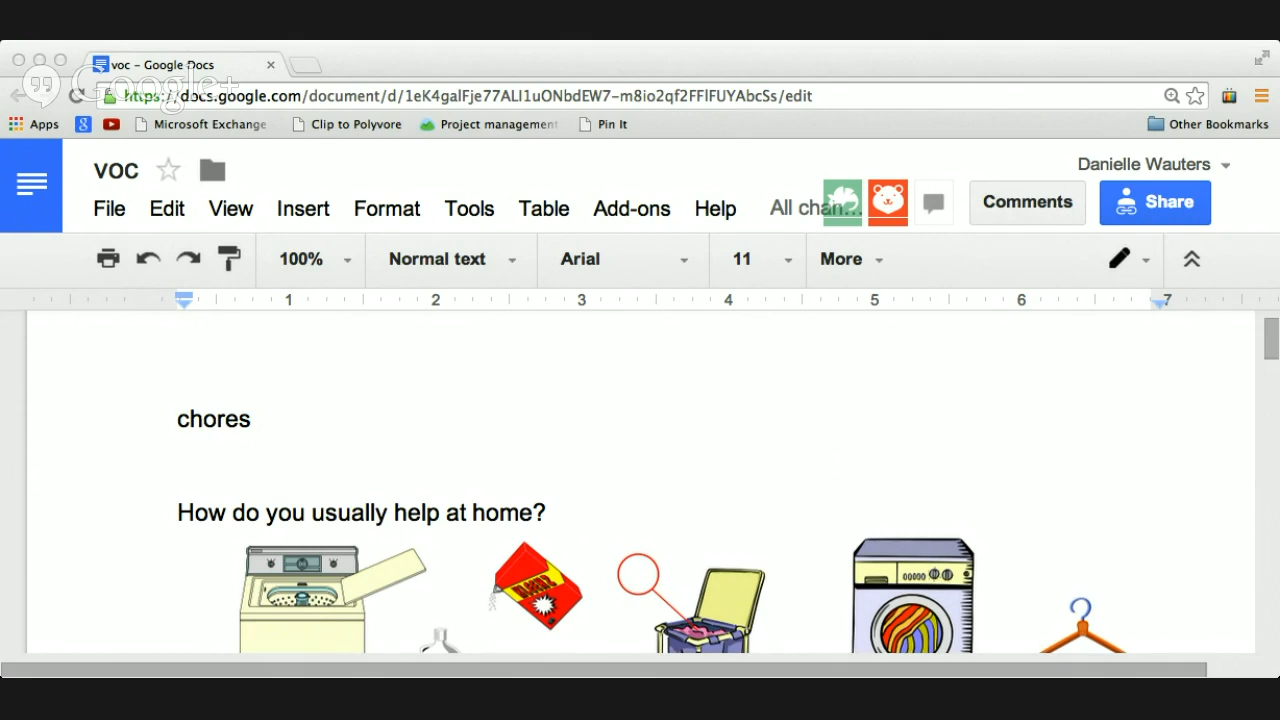 voc - Google Docs
Google+
https://docs.google.com/document/d/1eK4galFje77ALI1uONbdEW7-m8io2qf2FFlFUYAbcSs/edit
Apps
Microsoft Exchange
Clip to Polyvore
Project management
Pin It
Other Bookmarks
voc
Danielle Wauters
File Edit View Insert Format Tools Table Add-ons Help All chan...
Comments
Share
100% Normal text Arial 11 More
1 2 3 4 5 6 7
chores
How do you usually help at home?